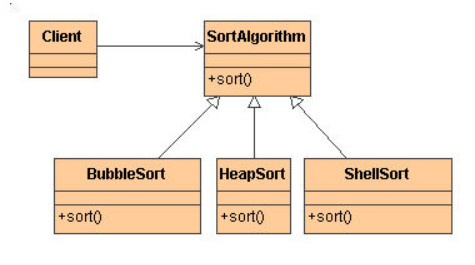 Client
SortAlgorithm
+sort()
BubbleSort
HeapSort
ShellSort
+sort()
+sort()
+sort()